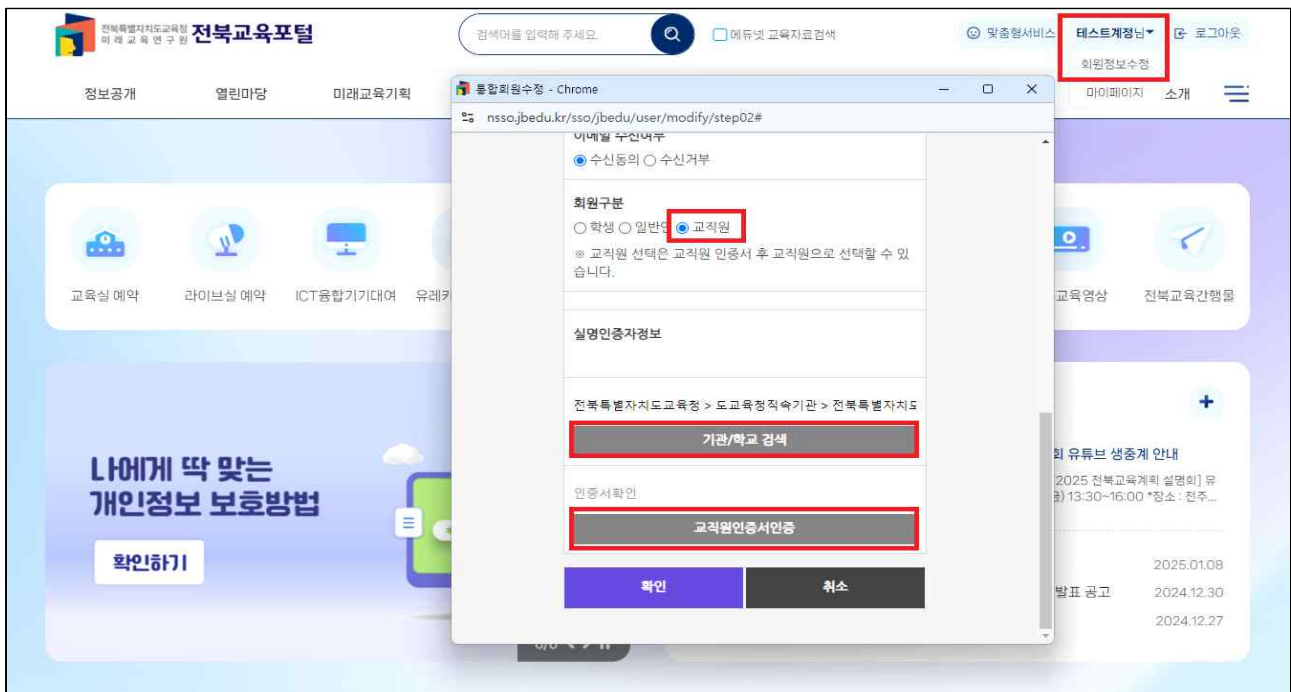 전북특별자치도교육청
미래교육연구원
전북교육포털
검색어를 입력해 주세요.
에듀넷 교육자료검색
맞춤형서비스
테스트계정님▼
로그아웃
회원정보수정
마이페이지
정보공개
열린마당
미래교육기획
소개
통합회원수정 - Chrome
nsso.jbedu.kr/sso/jbedu/user/modify/step02#
이메일 수신여부
수신동의 수신거부
회원구분
학생 일반인 교직원
※ 교직원 선택은 교직원 인증서 후 교직원으로 선택할 수 있
습니다.
실명인증자정보
전북특별자치도교육청 > 도교육청직속기관 > 전북특별자치도
기관/학교 검색
인증서확인
교직원인증서인증
확인
취소
교육실 예약
라이브실 예약
ICT융합기기대여
유레카
교육영상
전북교육간행물
나에게 딱 맞는
개인정보 보호방법
확인하기
회 유튜브 생중계 안내
2025 전북교육계획 설명회] 유
13:30~16:00 *장소 : 전주...
2025.01.08
발표 공고
2024.12.30
2024.12.27